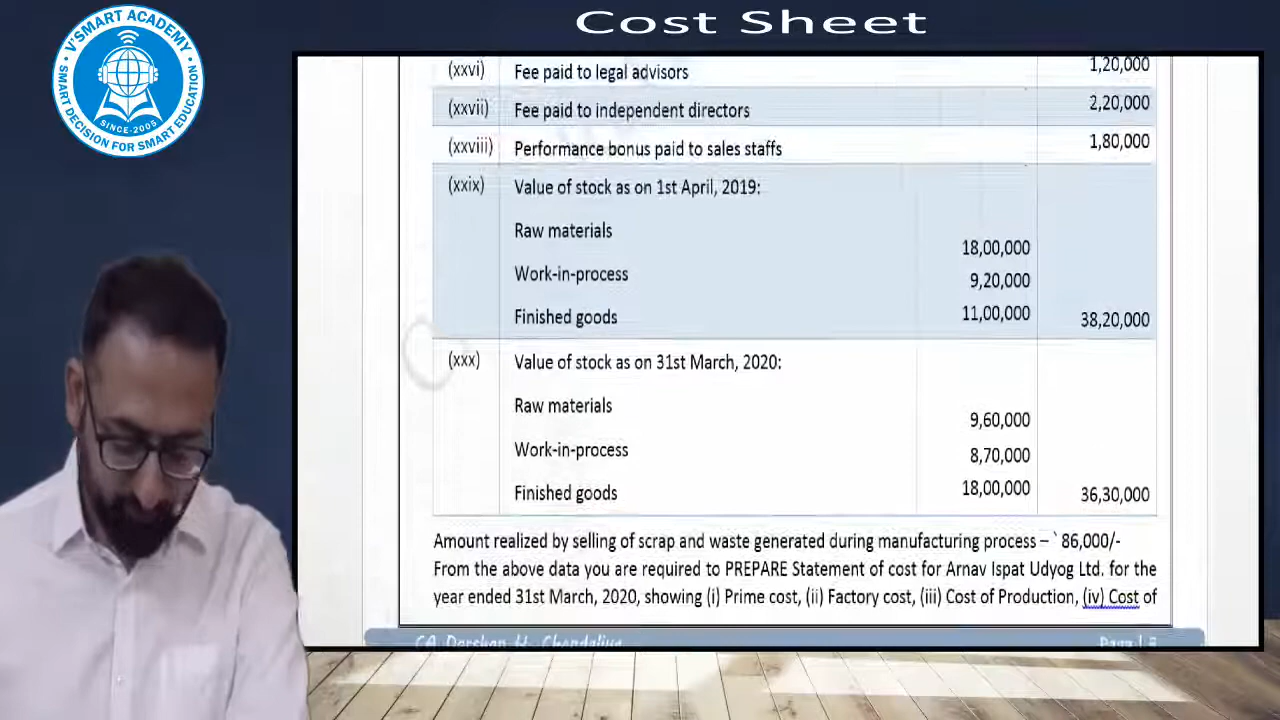 Cost Sheet
V'SMART ACADEMY
SINCE-2005
SMART DECISION FOR SMART EDUCATION
(xxvi) Fee paid to legal advisors 1,20,000
(xxvii) Fee paid to independent directors 2,20,000
(xxviii) Performance bonus paid to sales staffs 1,80,000
(xxix) Value of stock as on 1st April, 2019:
Raw materials 18,00,000
Work-in-process 9,20,000
Finished goods 11,00,000 38,20,000
(xxx) Value of stock as on 31st March, 2020:
Raw materials 9,60,000
Work-in-process 8,70,000
Finished goods 18,00,000 36,30,000
Amount realized by selling of scrap and waste generated during manufacturing process – ` 86,000/-
From the above data you are required to PREPARE Statement of cost for Arnav Ispat Udyog Ltd. for the
year ended 31st March, 2020, showing (i) Prime cost, (ii) Factory cost, (iii) Cost of Production, (iv) Cost of